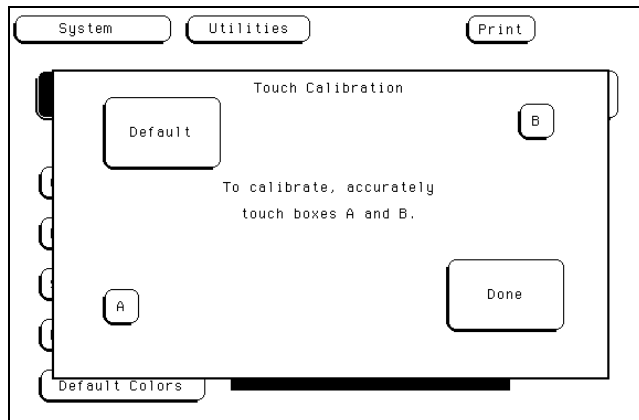 System Utilities Print
Touch Calibration
Default
B
To calibrate, accurately
touch boxes A and B.
A
Done
Default Colors